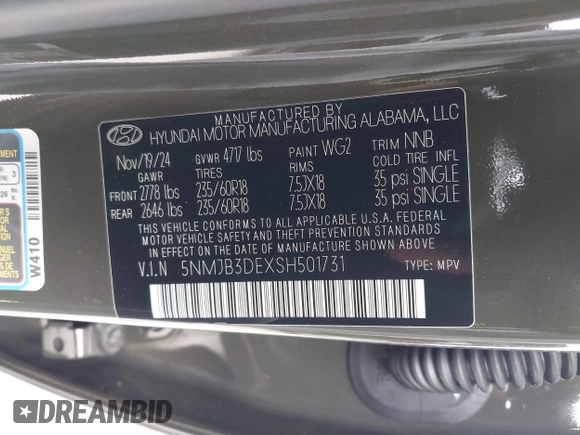 MANUFACTURED BY
HYUNDAI MOTOR MANUFACTURING ALABAMA, LLC
Nov/19/24 GVWR 4717 lbs PAINT WG2 TRIM NNB
GAWR TIRES RIMS COLD TIRE INFL
FRONT 2778 lbs 235/60R18 7.5JX18 35 psi SINGLE
REAR 2646 lbs 235/60R18 7.5JX18 35 psi SINGLE
THIS VEHICLE CONFORMS TO ALL APPLICABLE U.S.A. FEDERAL
MOTOR VEHICLE SAFETY AND THEFT PREVENTION STANDARDS
IN EFFECT ON THE DATE OF MANUFACTURE SHOWN ABOVE.
V.I.N 5NMJB3DEXSH501731 TYPE: MPV
W410
DREAMBID